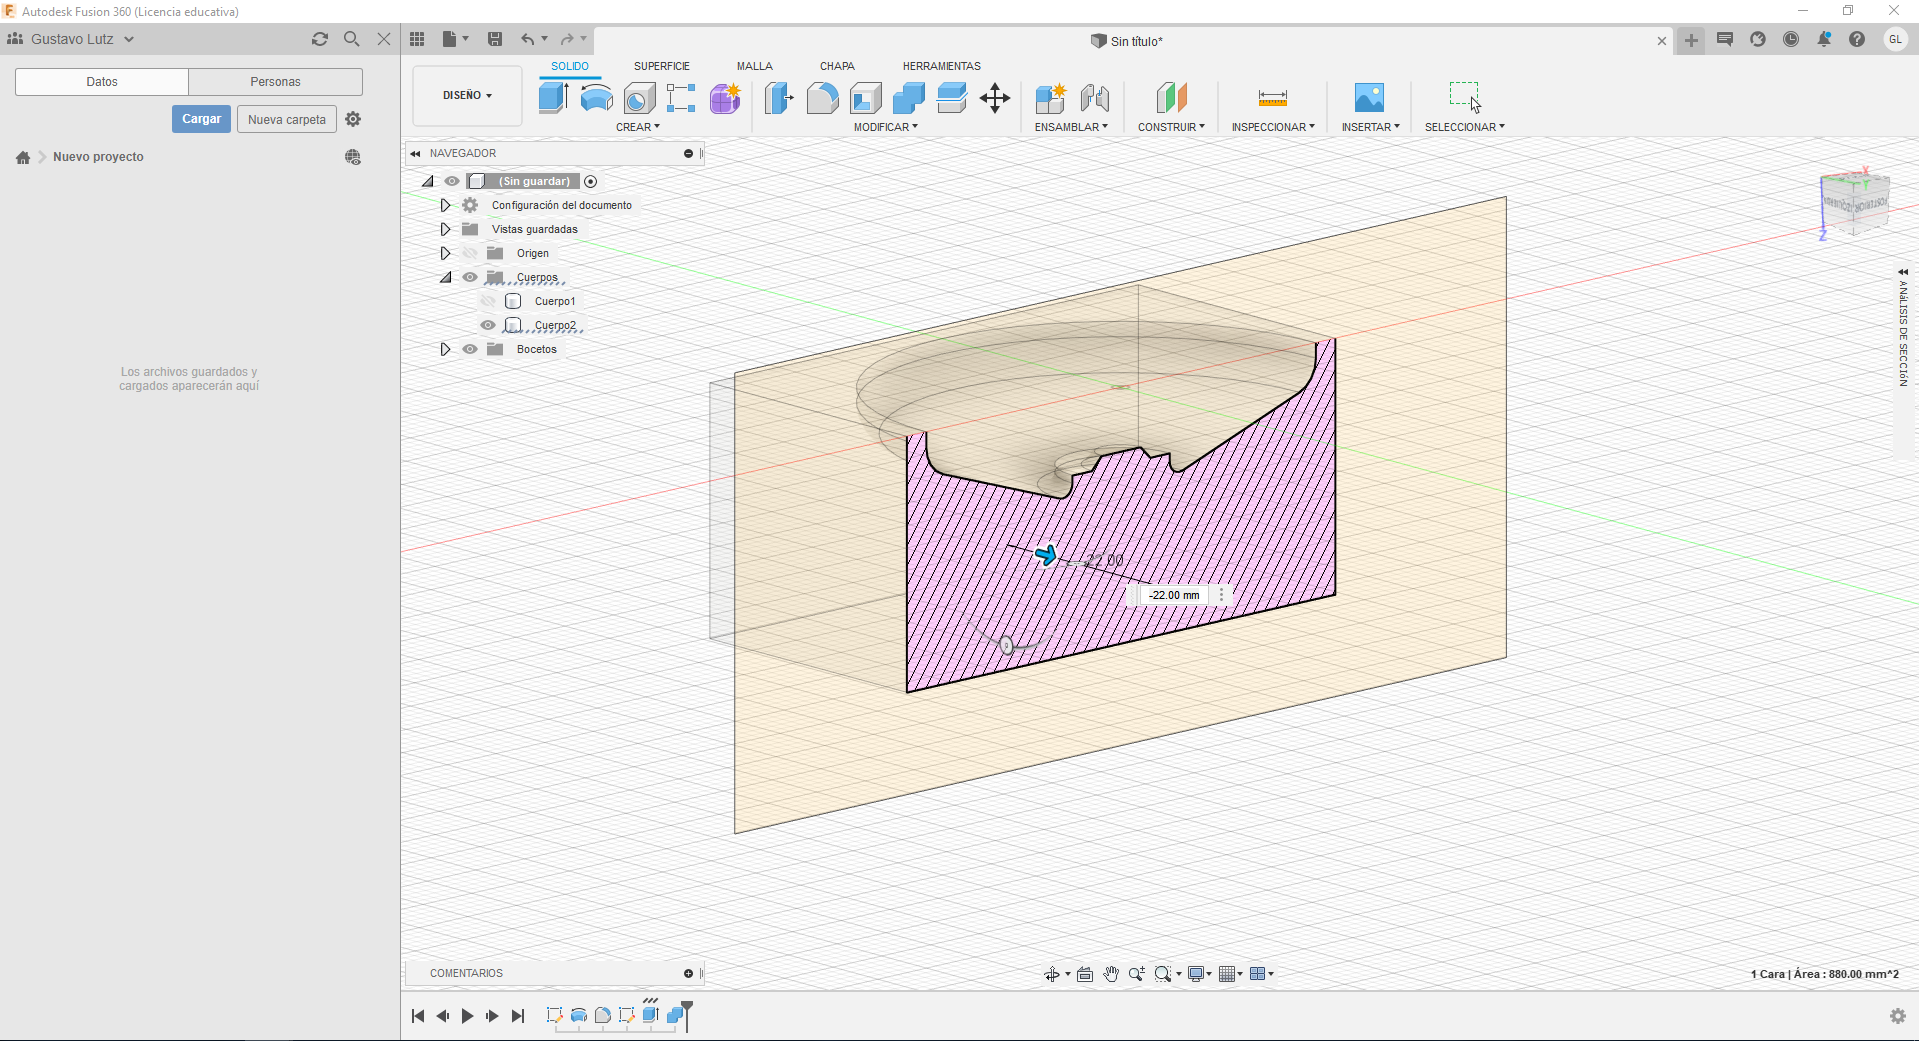 Autodesk Fusion 360 (Licencia educativa)
Gustavo Lutz
Sin título*
GL
Datos
Personas
SOLIDO
SUPERFICIE
MALLA
CHAPA
HERRAMIENTAS
DISEÑO
Cargar
Nueva carpeta
CREAR
MODIFICAR
ENSAMBLAR
CONSTRUIR
INSPECCIONAR
INSERTAR
SELECCIONAR
Nuevo proyecto
NAVEGADOR
(Sin guardar)
Configuración del documento
Vistas guardadas
Origen
Cuerpos
Cuerpo1
Cuerpo2
Bocetos
X
Y
Z
POSTERIOR
IZQUIERDA
ANÁLISIS DE SECCIÓN
Los archivos guardados y
cargados aparecerán aquí
22.00
-22.00 mm
COMENTARIOS
1 Cara | Área : 880.00 mm^2